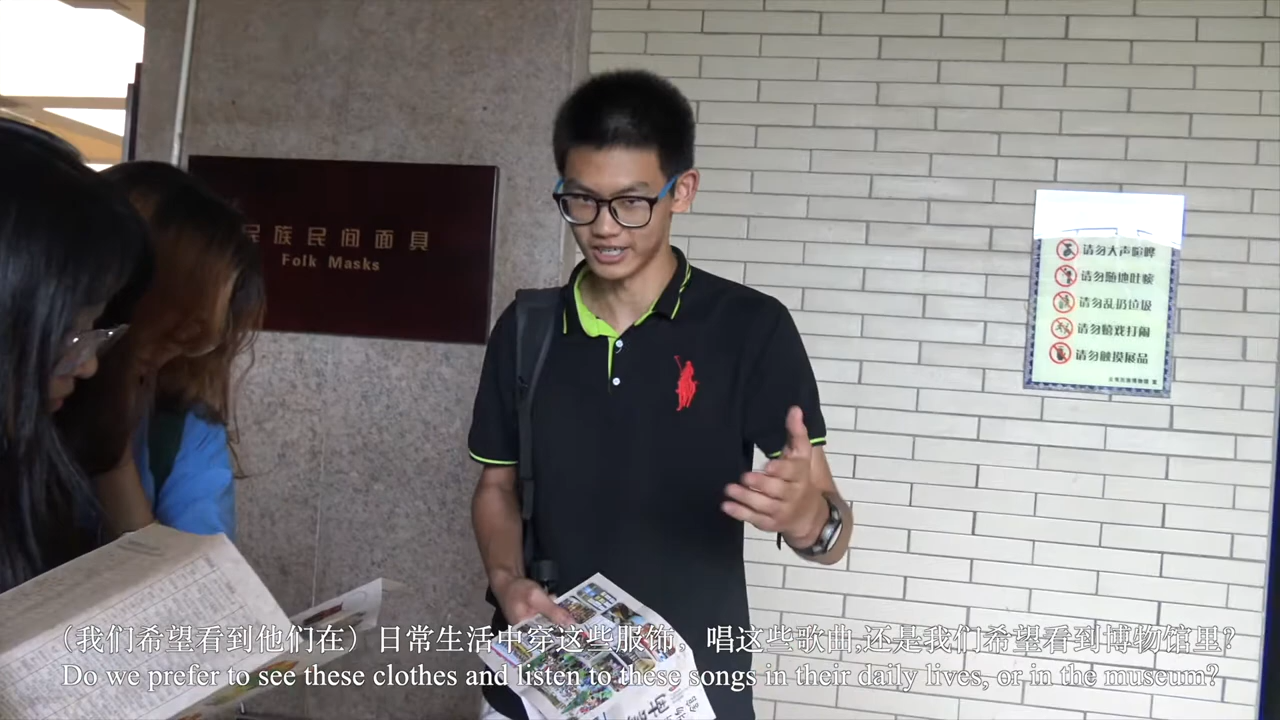 民族民间面具
Folk Masks
请勿大声喧哗
请勿随地吐痰
请勿乱扔垃圾
请勿嬉戏打闹
请勿触摸展品
（我们希望看到他们在）日常生活中穿这些服饰，唱这些歌曲,还是我们希望看到博物馆里?
Do we prefer to see these clothes and listen to these songs in their daily lives, or in the museum?